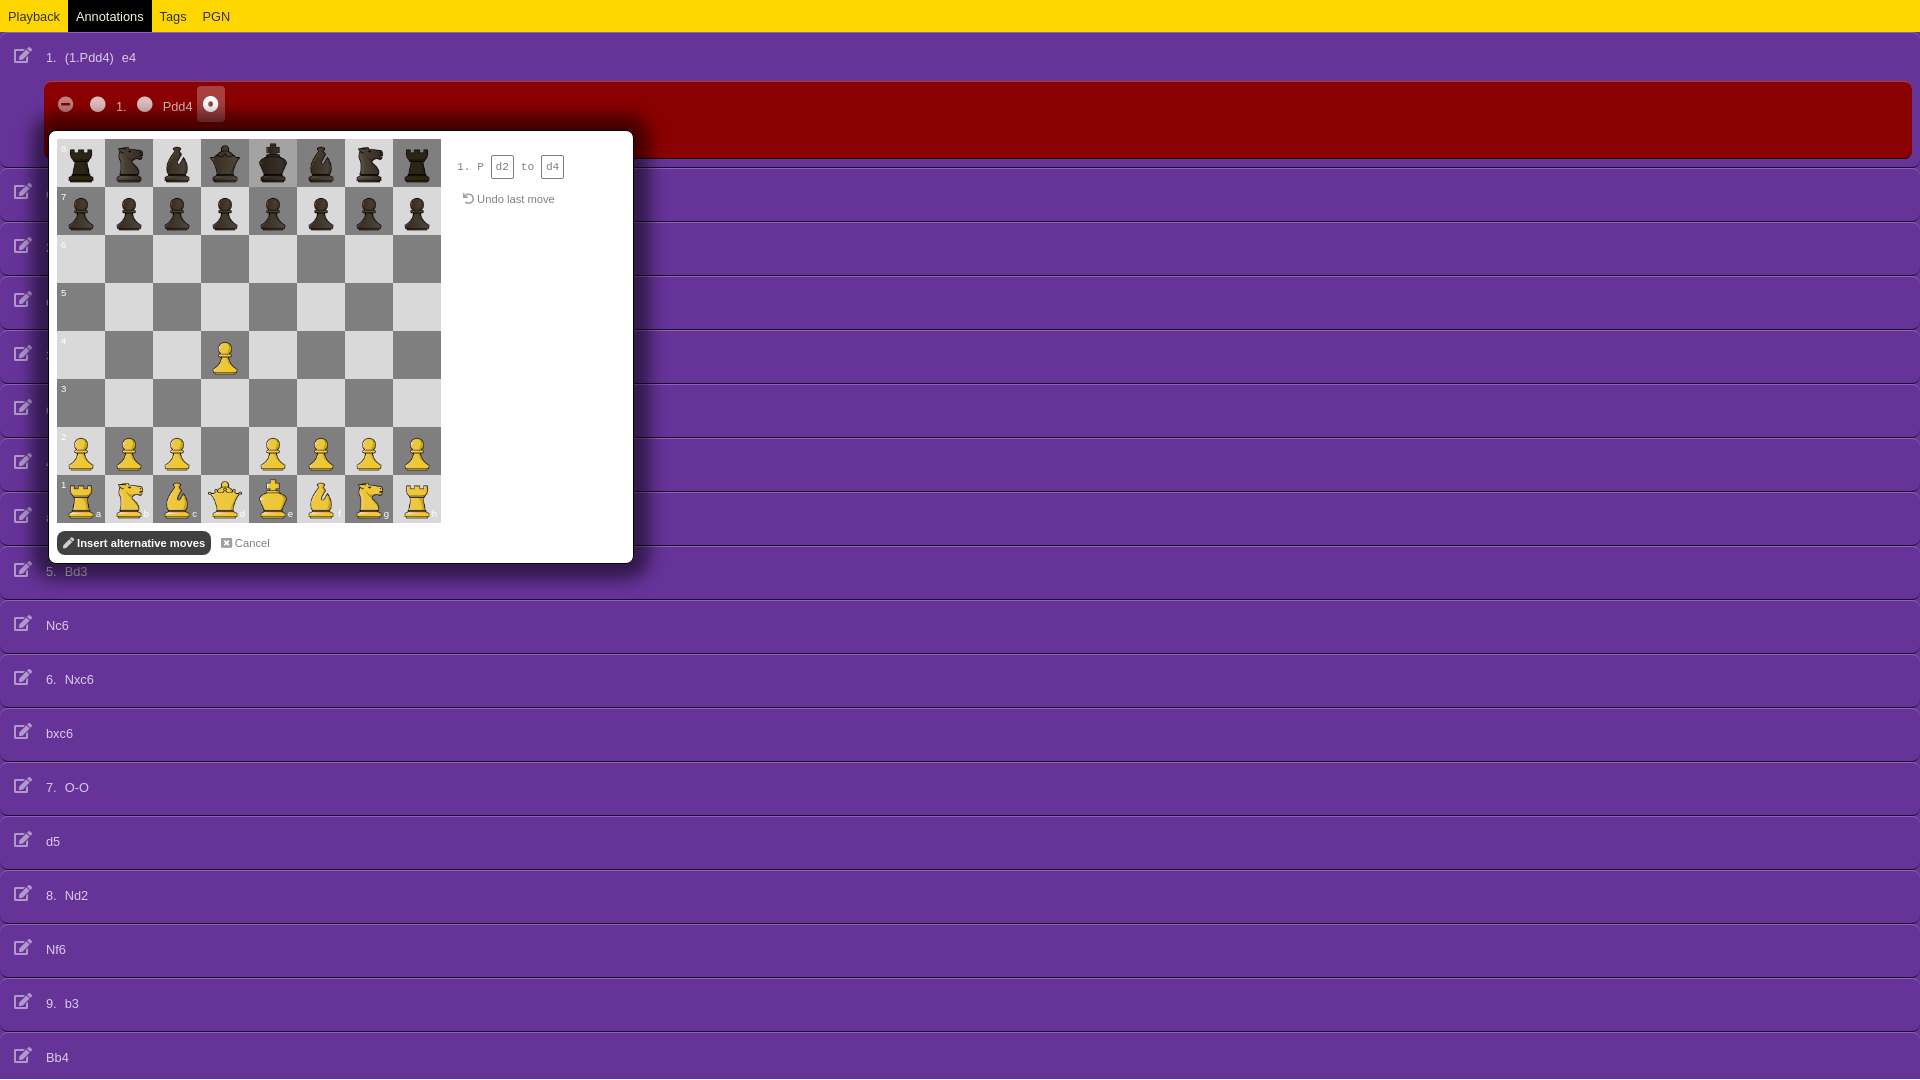 Playback Annotations Tags PGN
1. (1.Pdd4) e4
1. Pdd4
8
1. P d2 to d4
7
Undo last move
6
5
4
3
2
1 a b c d e f g h
Insert alternative moves Cancel
5. Bd3
Nc6
6. Nxc6
bxc6
7. O-O
d5
8. Nd2
Nf6
9. b3
Bb4